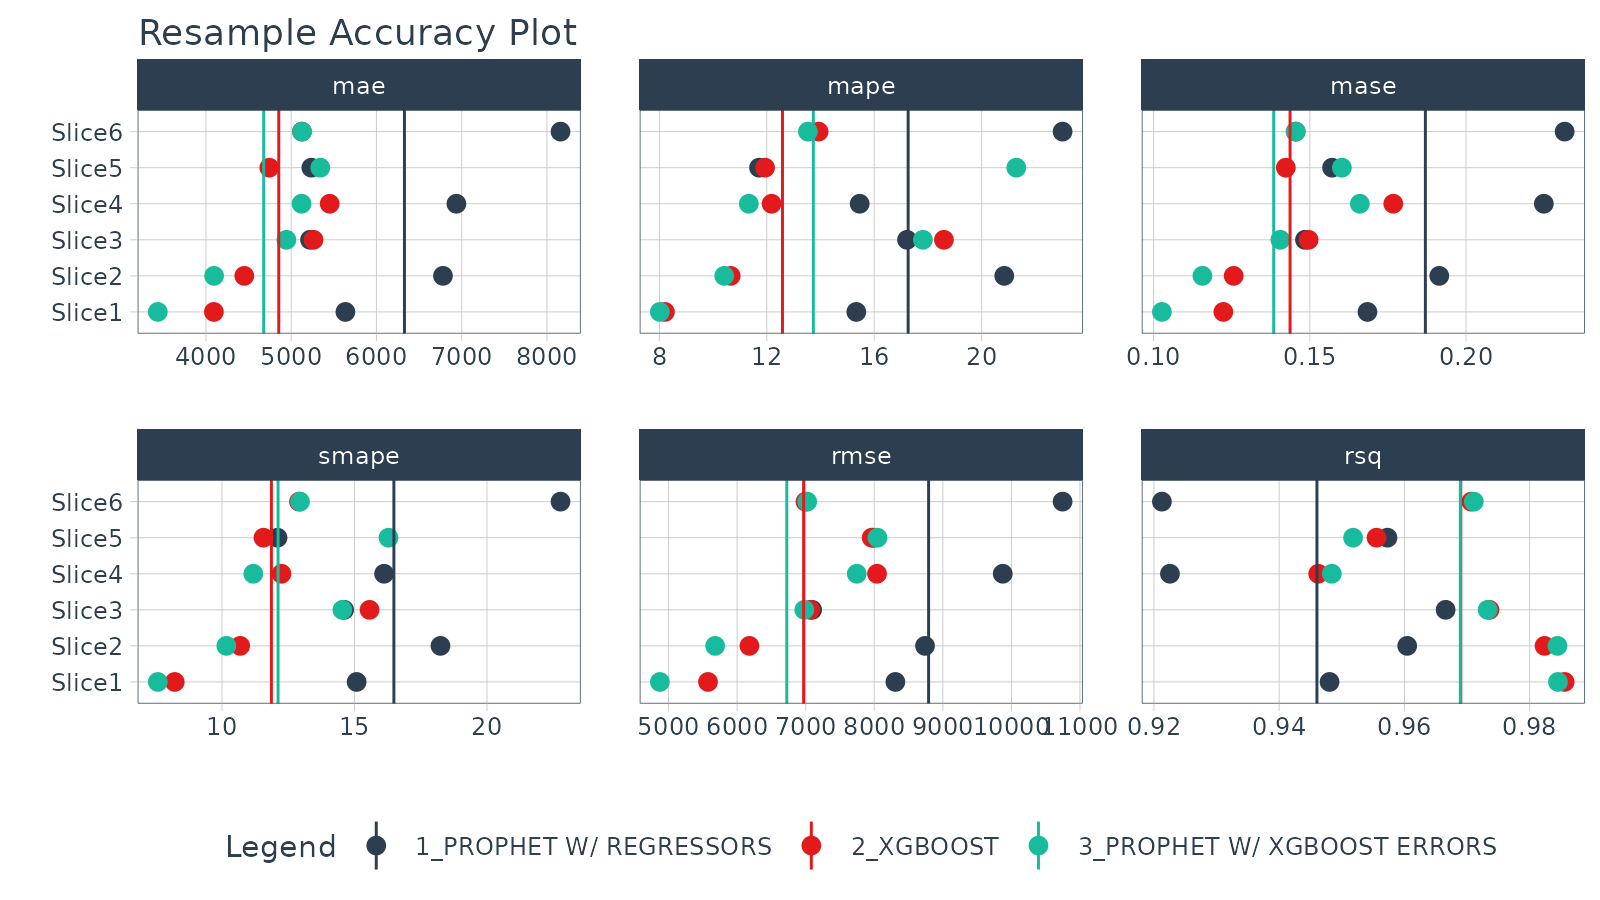 Resample Accuracy Plot
mae mape mase
Slice6
Slice5
Slice4
Slice3
Slice2
Slice1
4000 5000 6000 7000 8000 8 12 16 20 0.10 0.15 0.20
smape rmse rsq
Slice6
Slice5
Slice4
Slice3
Slice2
Slice1
10 15 20 5000 6000 7000 8000 9000 10000 11000 0.92 0.94 0.96 0.98
Legend 1_PROPHET W/ REGRESSORS 2_XGBOOST 3_PROPHET W/ XGBOOST ERRORS